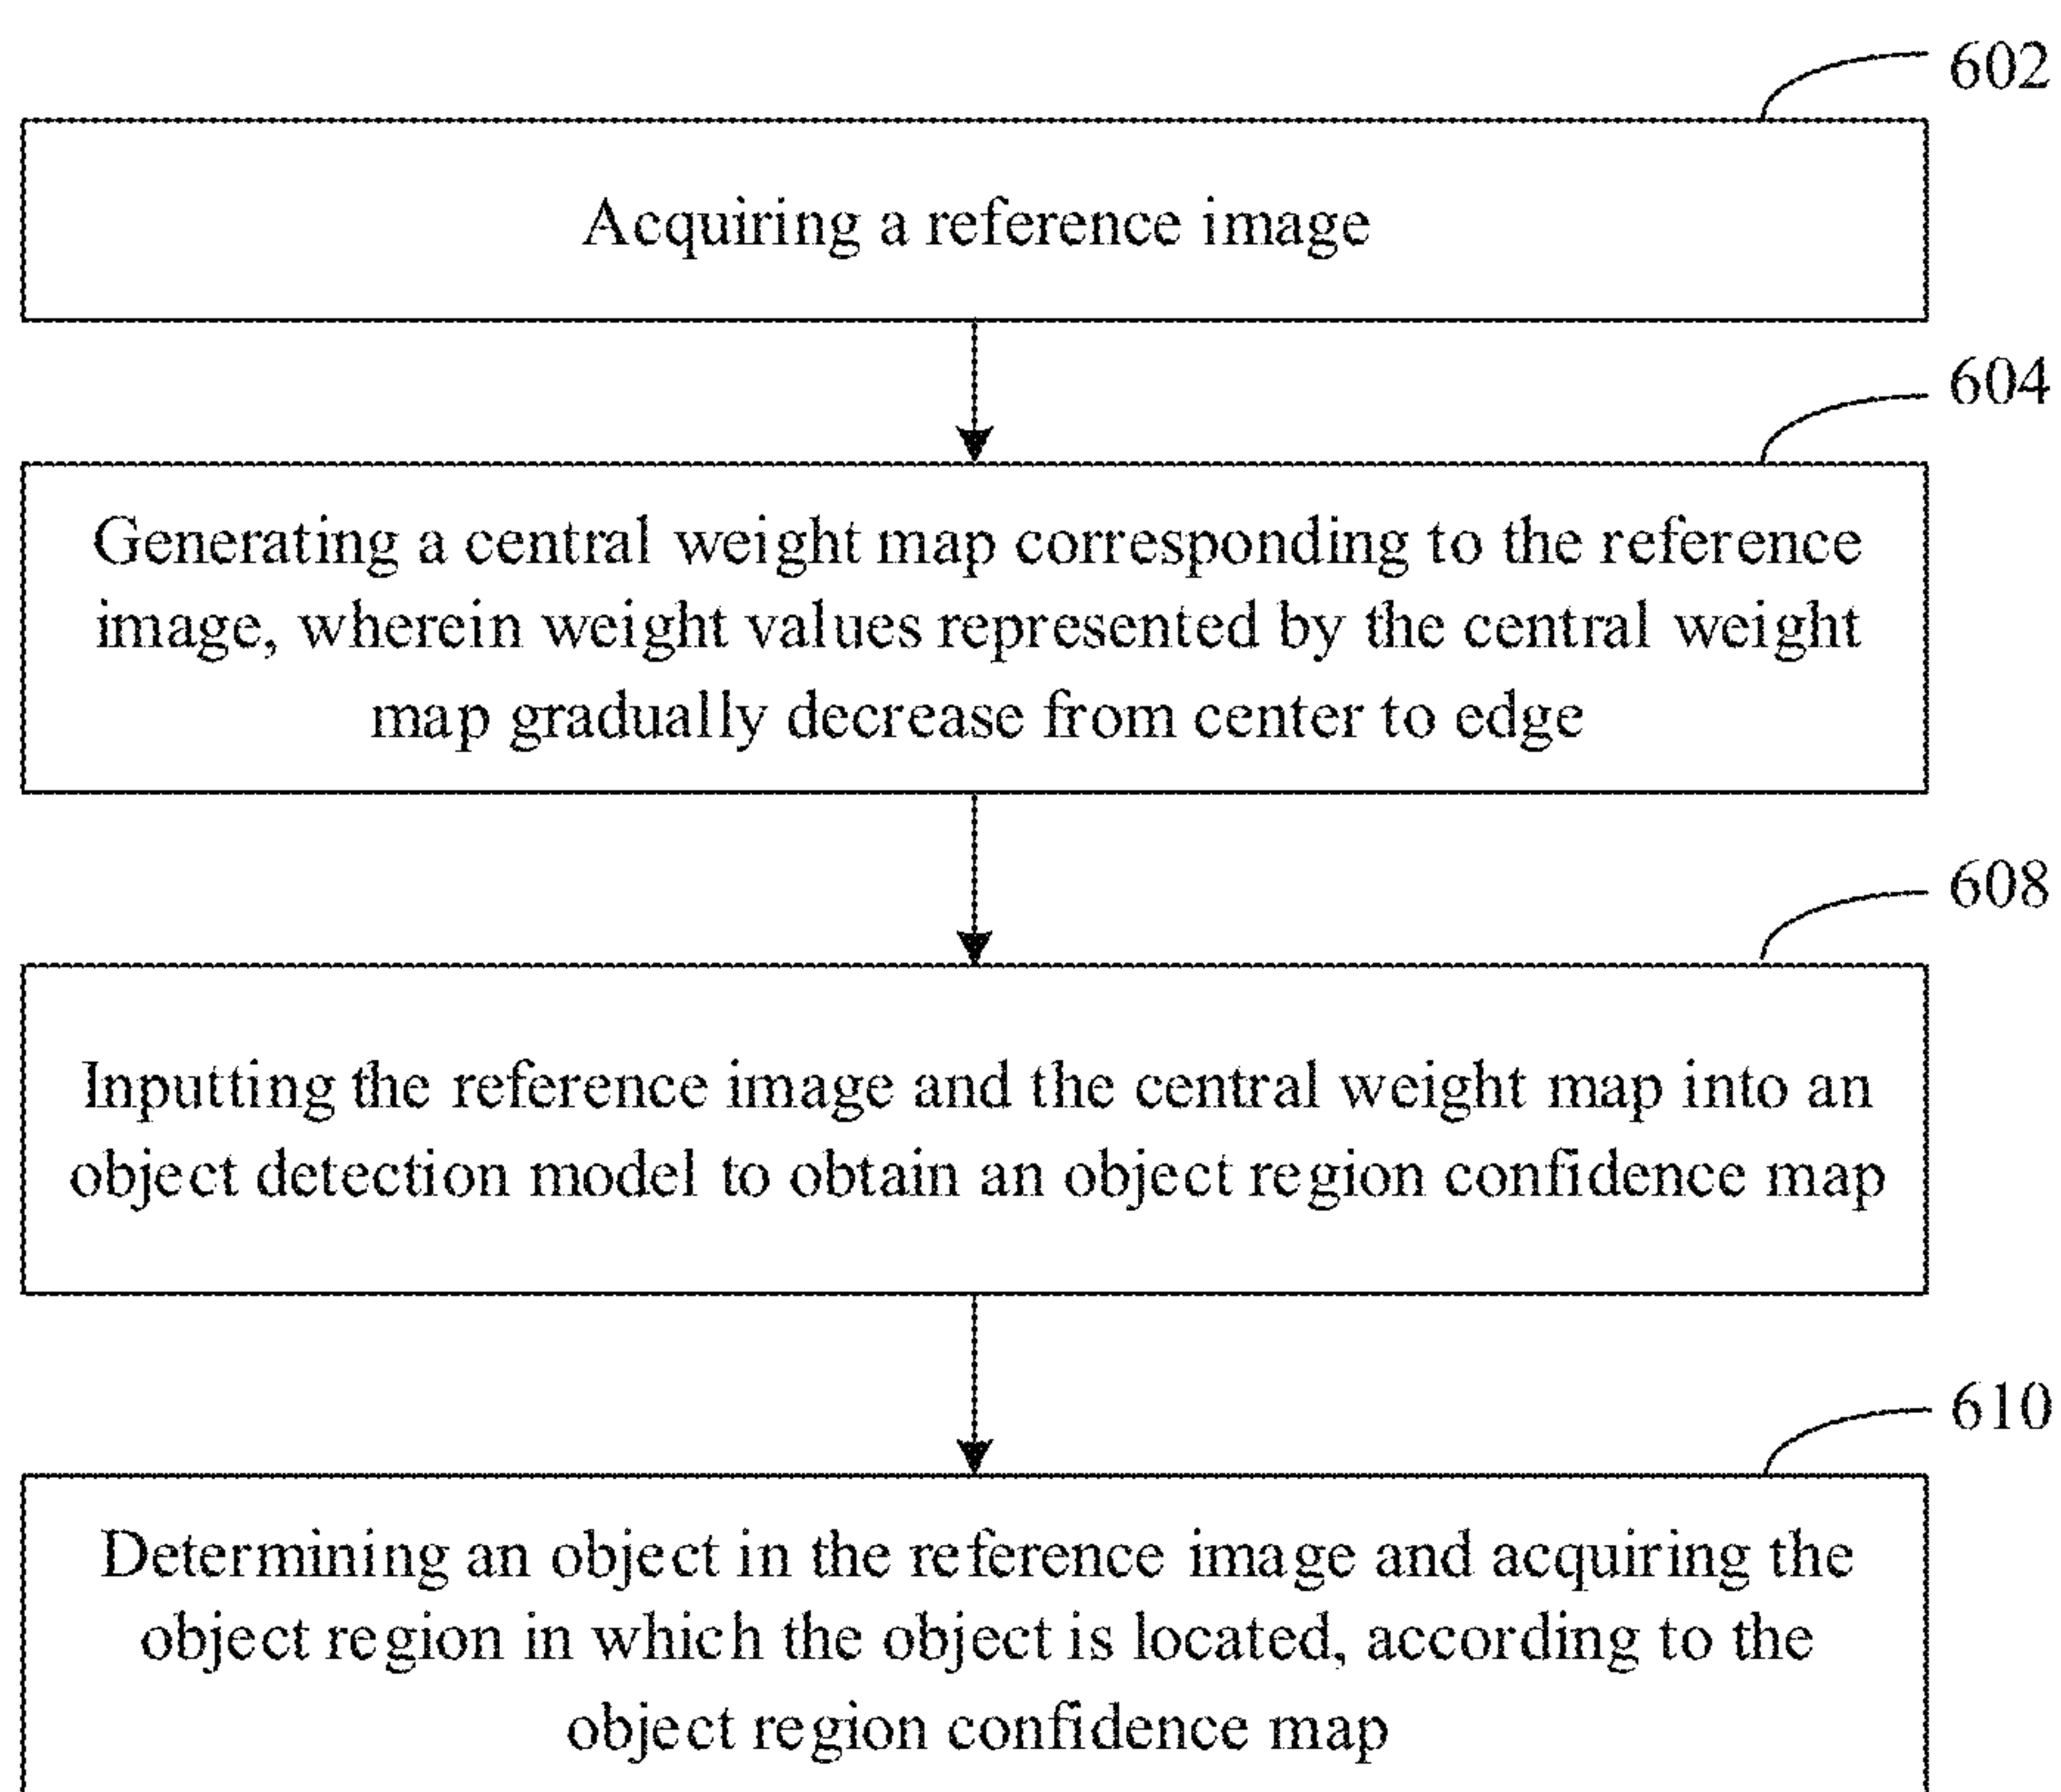 602
Acquiring a reference image
604
Generating a central weight map corresponding to the reference
image, wherein weight values represented by the central weight
map gradually decrease from center to edge
608
Inputting the reference image and the central weight map into an
object detection model to obtain an object region confidence map
610
Determining an object in the reference image and acquiring the
object region in which the object is located, according to the
object region confidence map